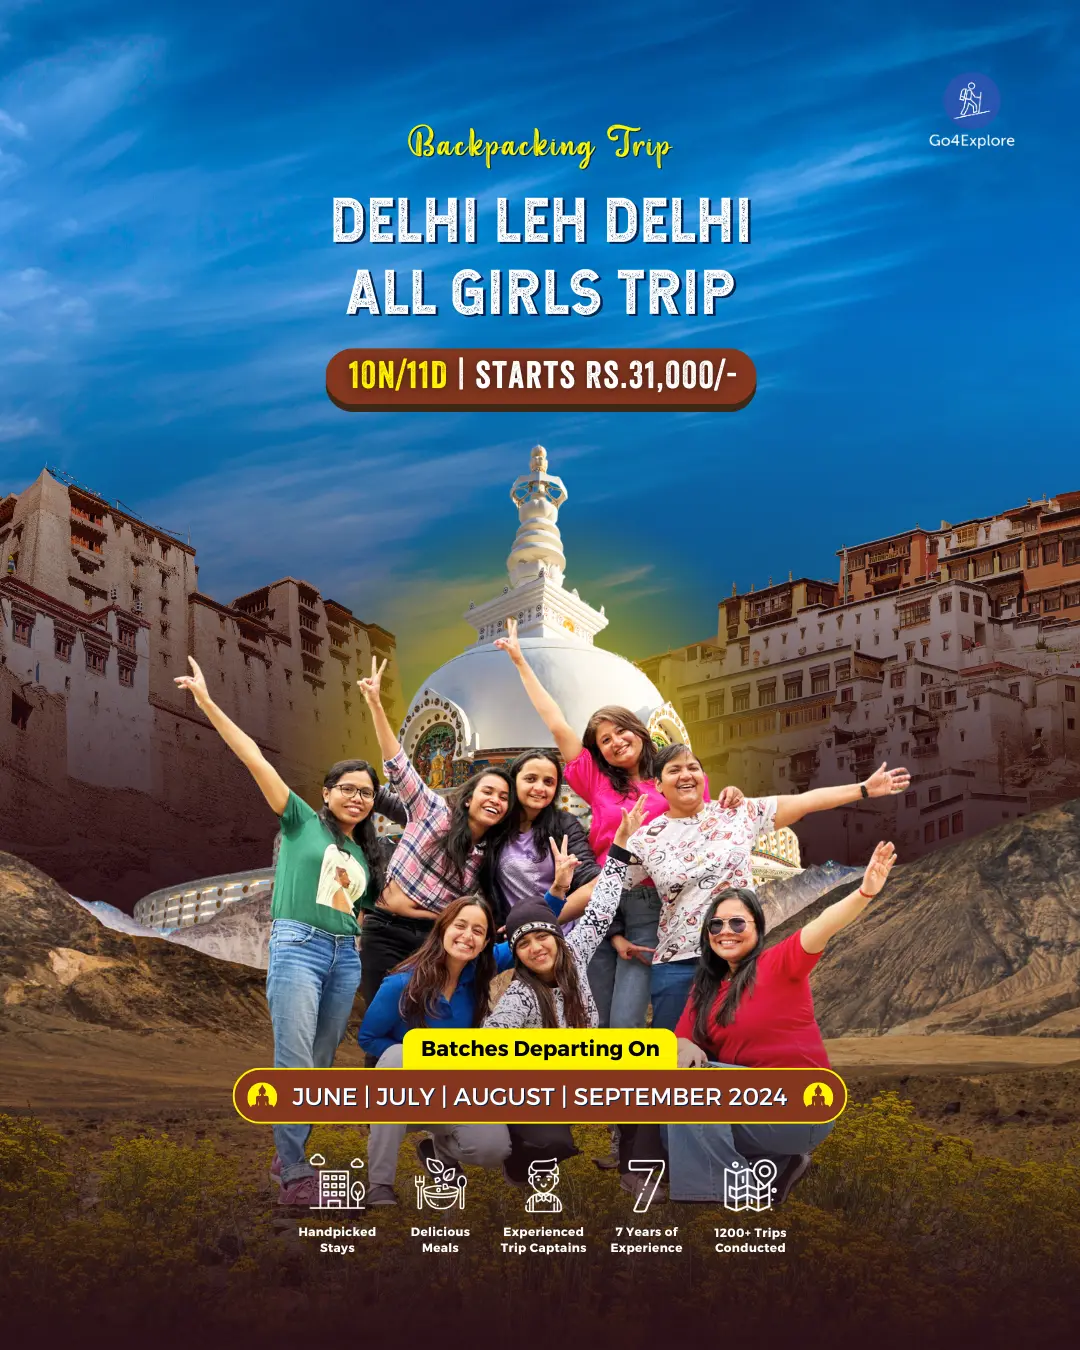 Go4Explore
Backpacking Trip
DELHI LEH DELHI
ALL GIRLS TRIP
10N/11D | STARTS RS.31,000/-
Batches Departing On
JUNE | JULY | AUGUST | SEPTEMBER 2024
Handpicked
Stays
Delicious
Meals
Experienced
Trip Captains
7
7 Years of
Experience
1200+ Trips
Conducted